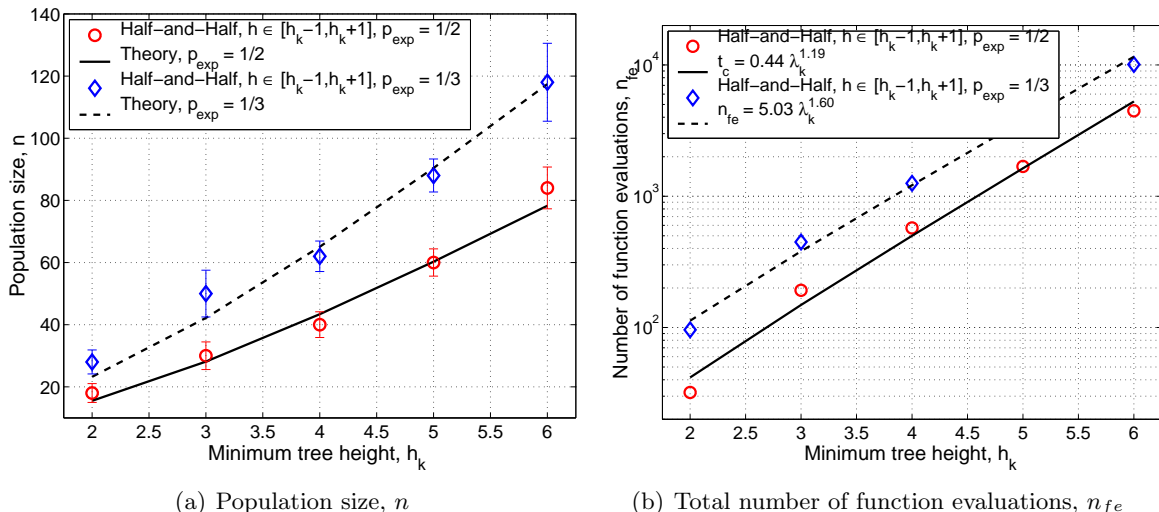 140
120
100
80
60
40
20
Population size, n
Half−and−Half, h ∈ [h_k−1,h_k+1], p_exp = 1/2
Theory, p_exp = 1/2
Half−and−Half, h ∈ [h_k−1,h_k+1], p_exp = 1/3
Theory, p_exp = 1/3
2 2.5 3 3.5 4 4.5 5 5.5 6
Minimum tree height, h_k
(a) Population size, n
10^4
10^3
10^2
Number of function evaluations, n_fe
Half−and−Half, h ∈ [h_k−1,h_k+1], p_exp = 1/2
t_c = 0.44 λ_k^1.19
Half−and−Half, h ∈ [h_k−1,h_k+1], p_exp = 1/3
n_fe = 5.03 λ_k^1.60
2 2.5 3 3.5 4 4.5 5 5.5 6
Minimum tree height, h_k
(b) Total number of function evaluations, n_fe